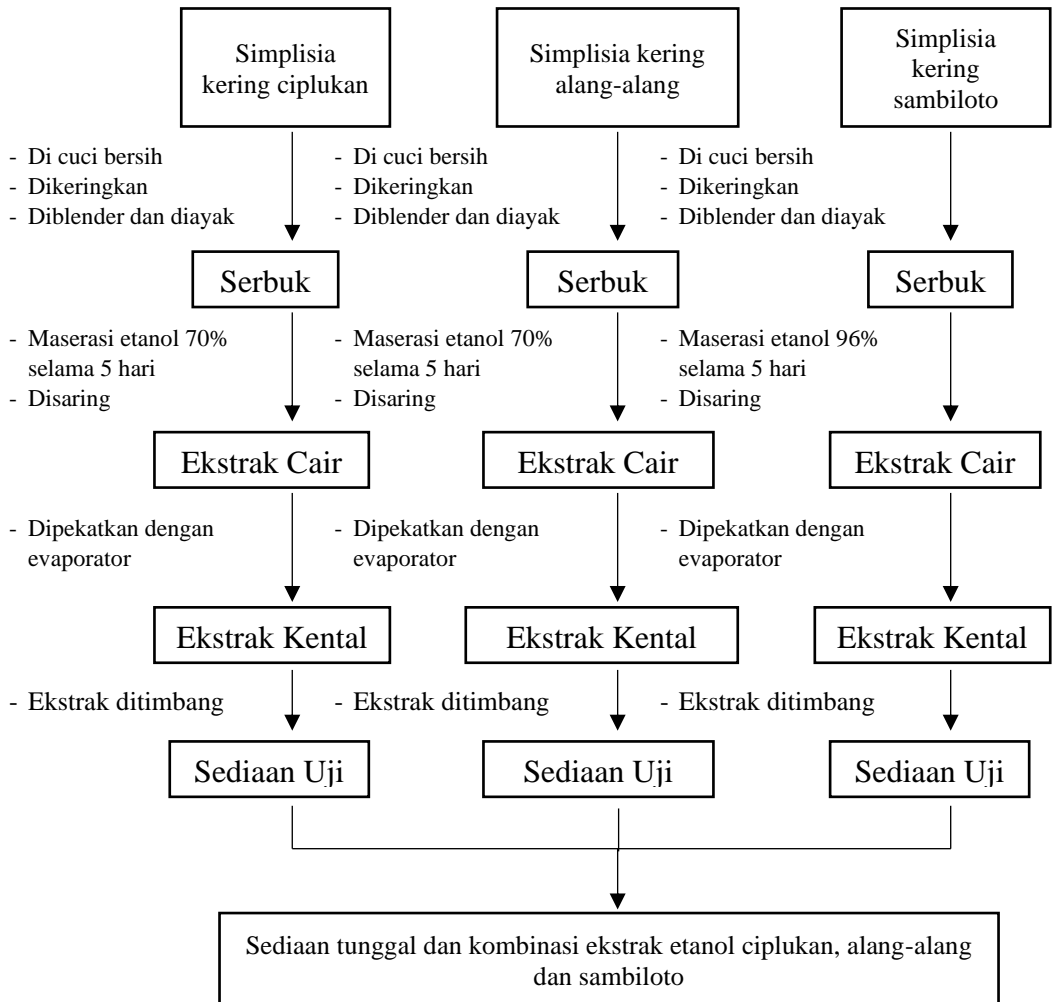 Simplisia
kering ciplukan
Simplisia kering
alang-alang
Simplisia
kering
sambiloto
- Di cuci bersih
- Dikeringkan
- Diblender dan diayak
- Di cuci bersih
- Dikeringkan
- Diblender dan diayak
- Di cuci bersih
- Dikeringkan
- Diblender dan diayak
Serbuk
Serbuk
Serbuk
- Maserasi etanol 70%
selama 5 hari
- Disaring
- Maserasi etanol 70%
selama 5 hari
- Disaring
- Maserasi etanol 96%
selama 5 hari
- Disaring
Ekstrak Cair
Ekstrak Cair
Ekstrak Cair
- Dipekatkan dengan
evaporator
- Dipekatkan dengan
evaporator
- Dipekatkan dengan
evaporator
Ekstrak Kental
Ekstrak Kental
Ekstrak Kental
- Ekstrak ditimbang
- Ekstrak ditimbang
- Ekstrak ditimbang
Sediaan Uji
Sediaan Uji
Sediaan Uji
Sediaan tunggal dan kombinasi ekstrak etanol ciplukan, alang-alang
dan sambiloto